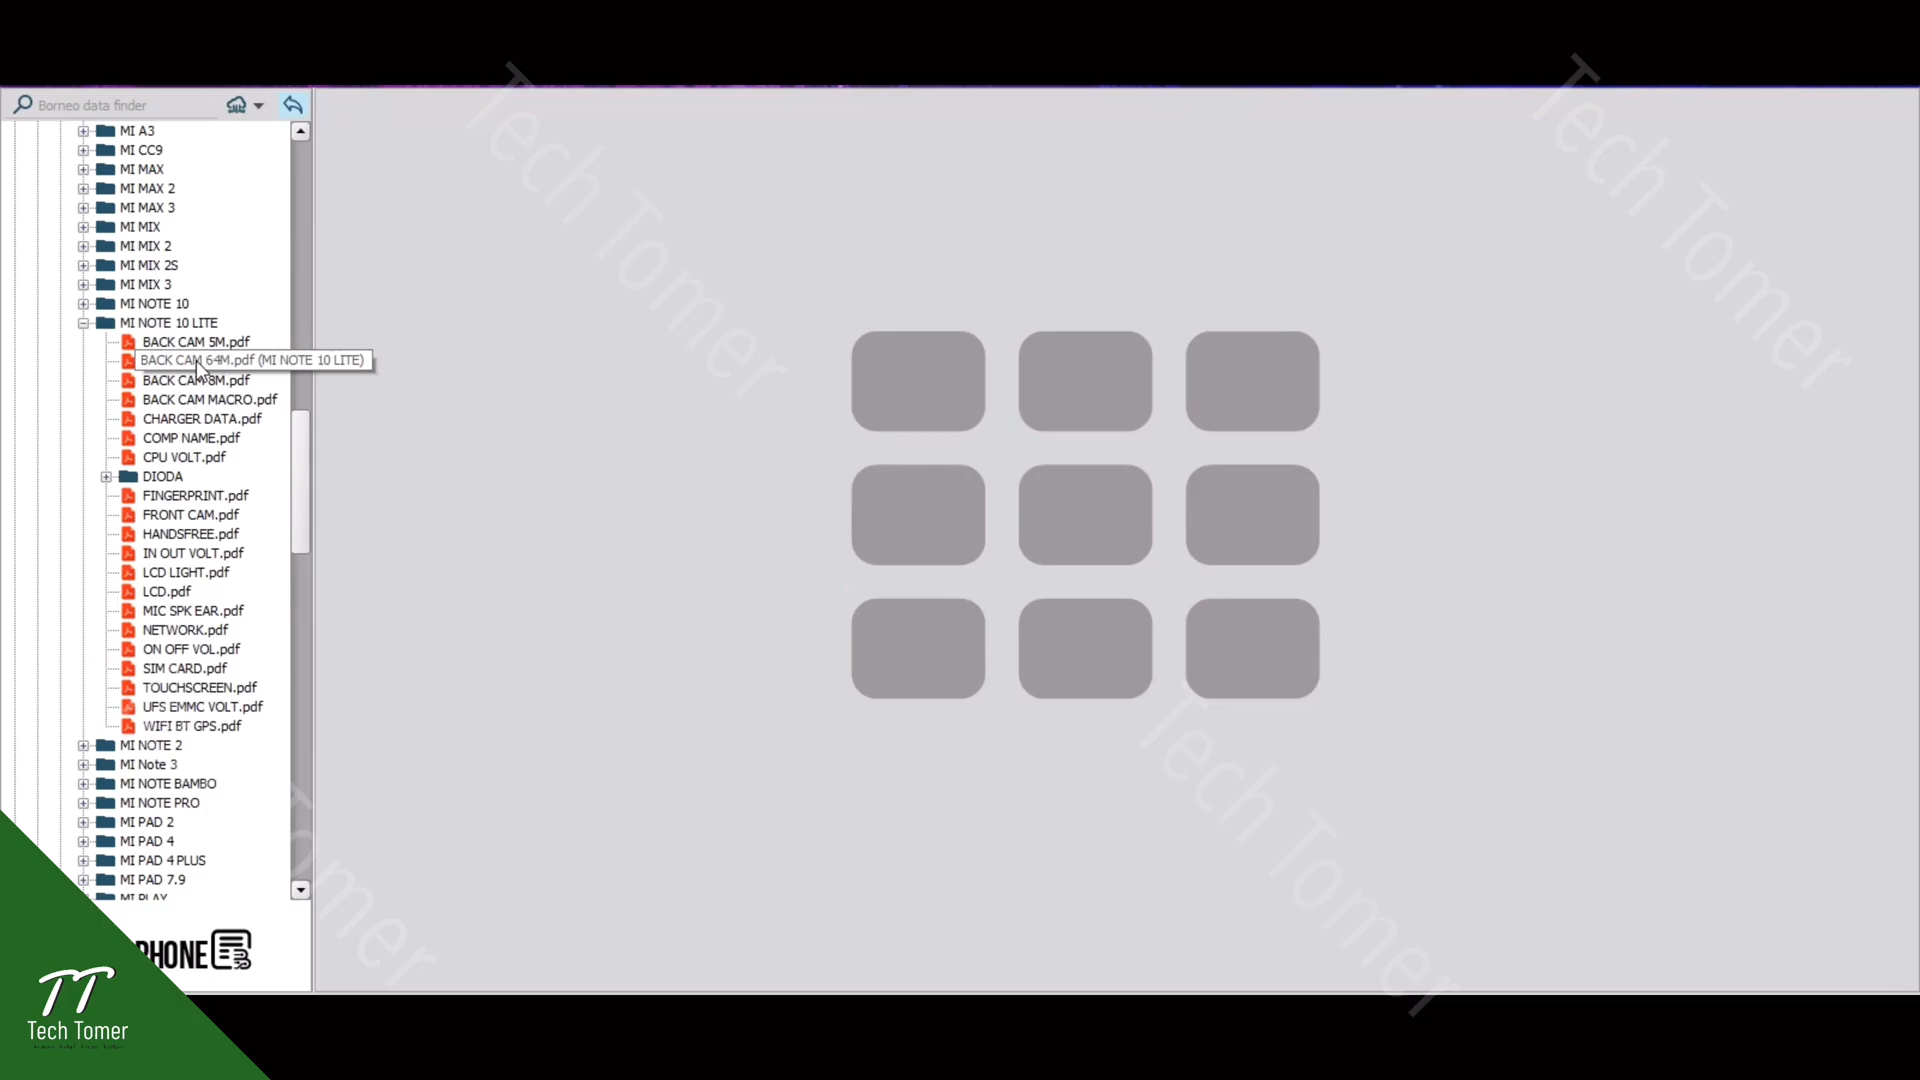 Borneo data finder
MI A3
MI CC9
MI MAX
MI MAX 2
MI MAX 3
MI MIX
MI MIX 2
MI MIX 2S
MI MIX 3
MI NOTE 10
MI NOTE 10 LITE
BACK CAM 5M.pdf
BACK CAM 64M.pdf (MI NOTE 10 LITE)
BACK CAM 8M.pdf
BACK CAM MACRO.pdf
CHARGER DATA.pdf
COMP NAME.pdf
CPU VOLT.pdf
DIODA
FINGERPRINT.pdf
FRONT CAM.pdf
HANDSFREE.pdf
IN OUT VOLT.pdf
LCD LIGHT.pdf
LCD.pdf
MIC SPK EAR.pdf
NETWORK.pdf
ON OFF VOL.pdf
SIM CARD.pdf
TOUCHSCREEN.pdf
UFS EMMC VOLT.pdf
WIFI BT GPS.pdf
MI NOTE 2
MI Note 3
MI NOTE BAMBO
MI NOTE PRO
MI PAD 2
MI PAD 4
MI PAD 4 PLUS
MI PAD 7.9
MI PLAY
PHONE
TT
Tech Tomer
Tech Tomer
Tech Tomer
Tech Tomer
Tomer